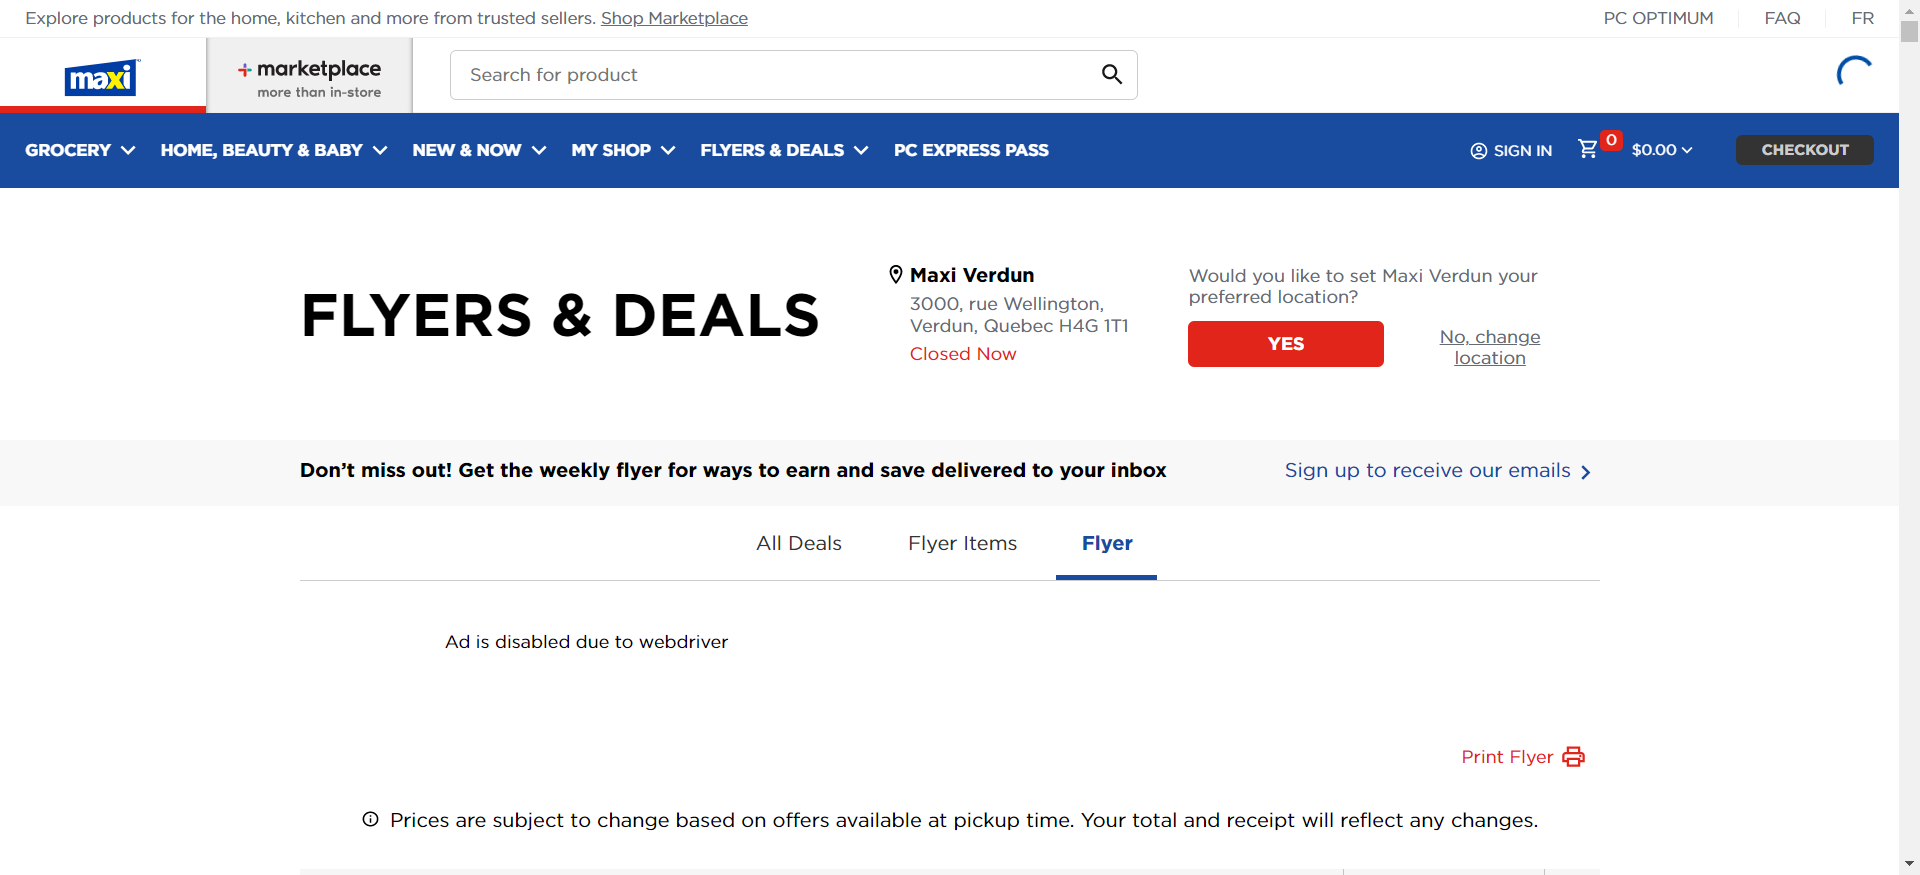 Explore products for the home, kitchen and more from trusted sellers. Shop Marketplace
PC OPTIMUM
FAQ
FR
maxi
marketplace
more than in-store
Search for product
GROCERY
HOME, BEAUTY & BABY
NEW & NOW
MY SHOP
FLYERS & DEALS
PC EXPRESS PASS
SIGN IN
0
$0.00
CHECKOUT
FLYERS & DEALS
Maxi Verdun
3000, rue Wellington,
Verdun, Quebec H4G 1T1
Closed Now
Would you like to set Maxi Verdun your
preferred location?
YES
No, change
location
Don’t miss out! Get the weekly flyer for ways to earn and save delivered to your inbox
Sign up to receive our emails
All Deals
Flyer Items
Flyer
Ad is disabled due to webdriver
Print Flyer
Prices are subject to change based on offers available at pickup time. Your total and receipt will reflect any changes.